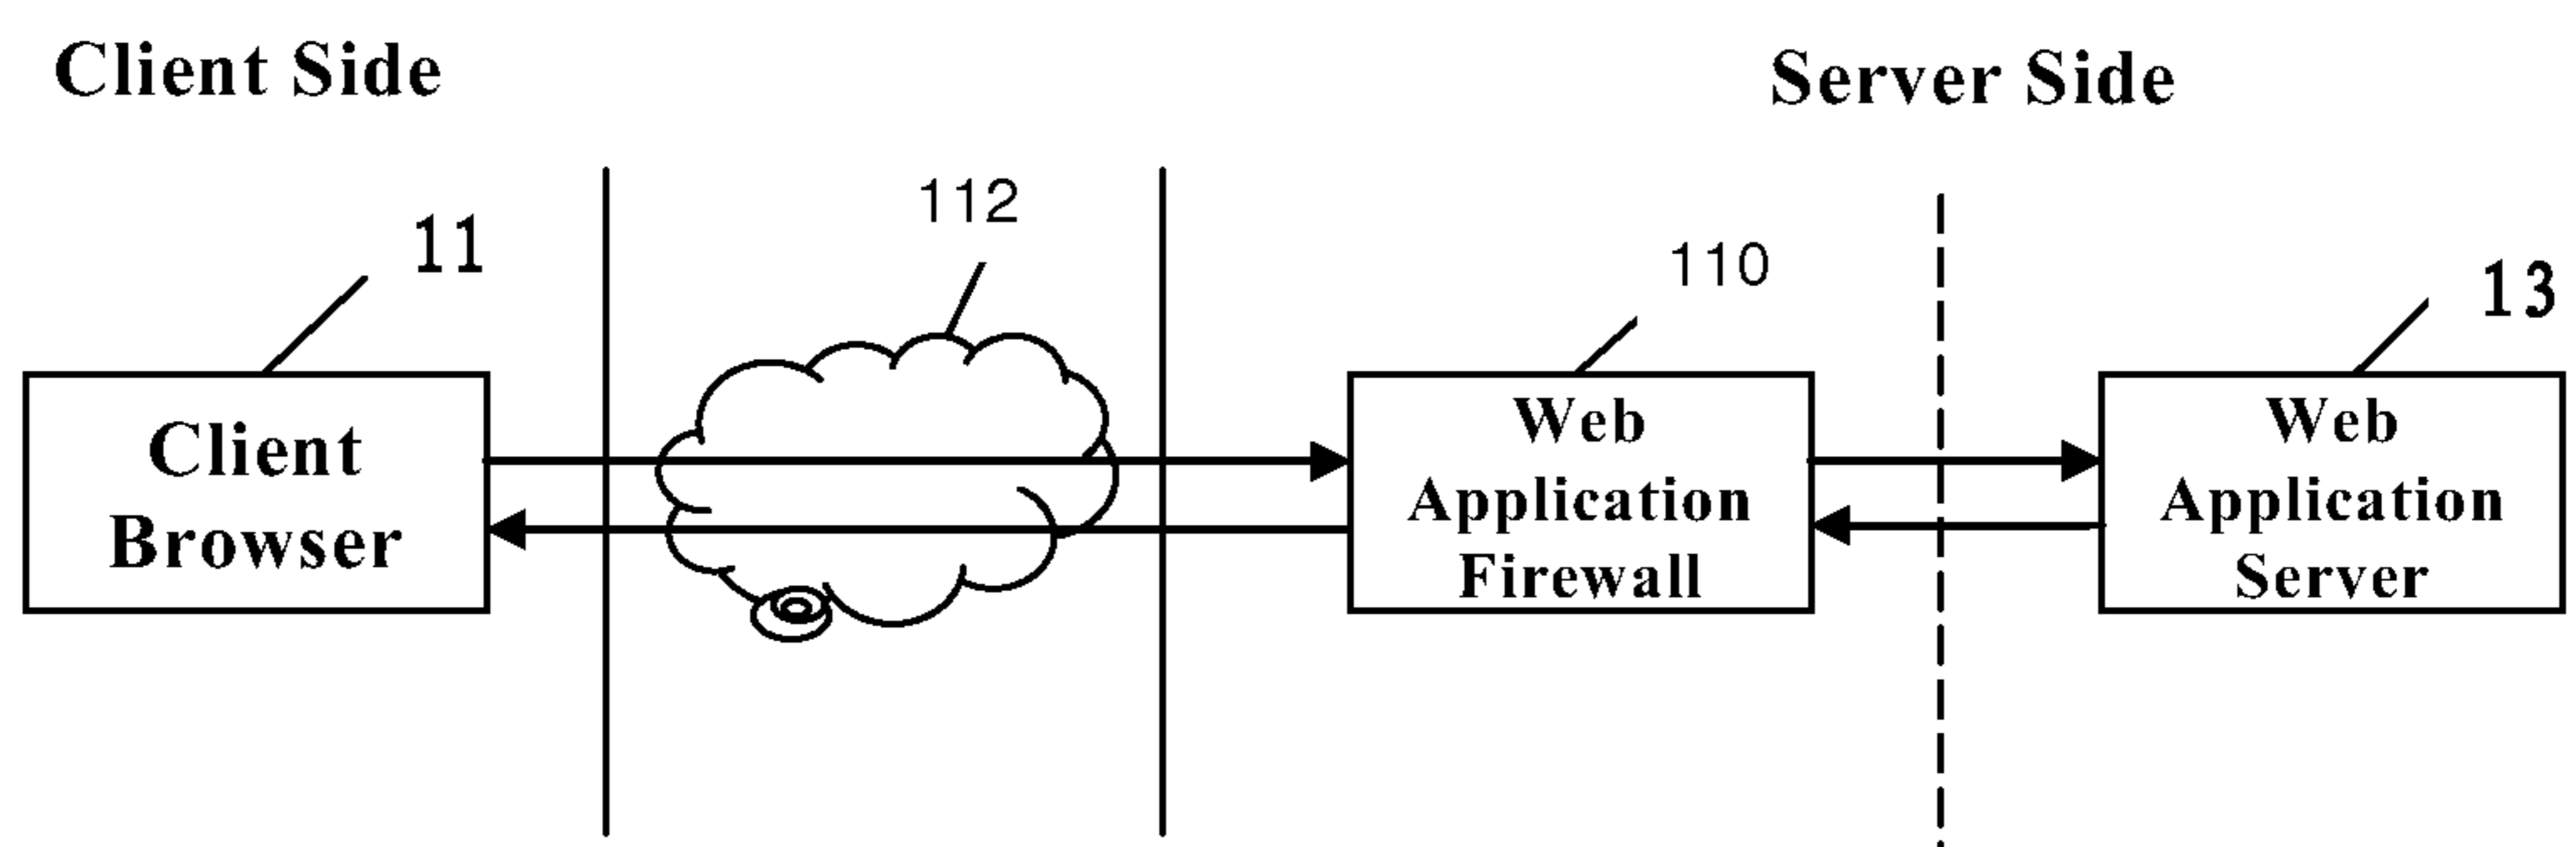 Client Side
Server Side
112
11
110
13
Client
Browser
Web
Application
Firewall
Web
Application
Server